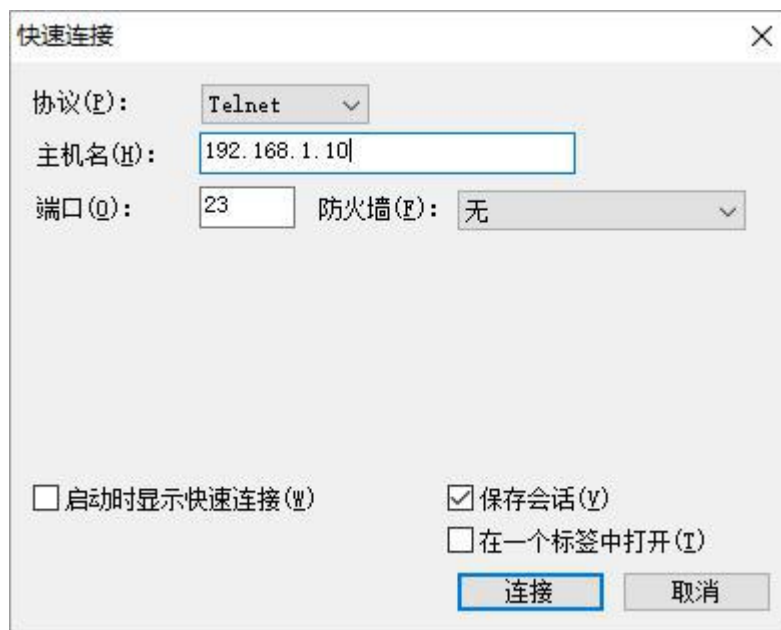 快速连接
协议(P): Telnet
主机名(H): 192.168.1.10
端口(O): 23 防火墙(F): 无
启动时显示快速连接(W) 保存会话(V)
在一个标签中打开(T)
连接 取消